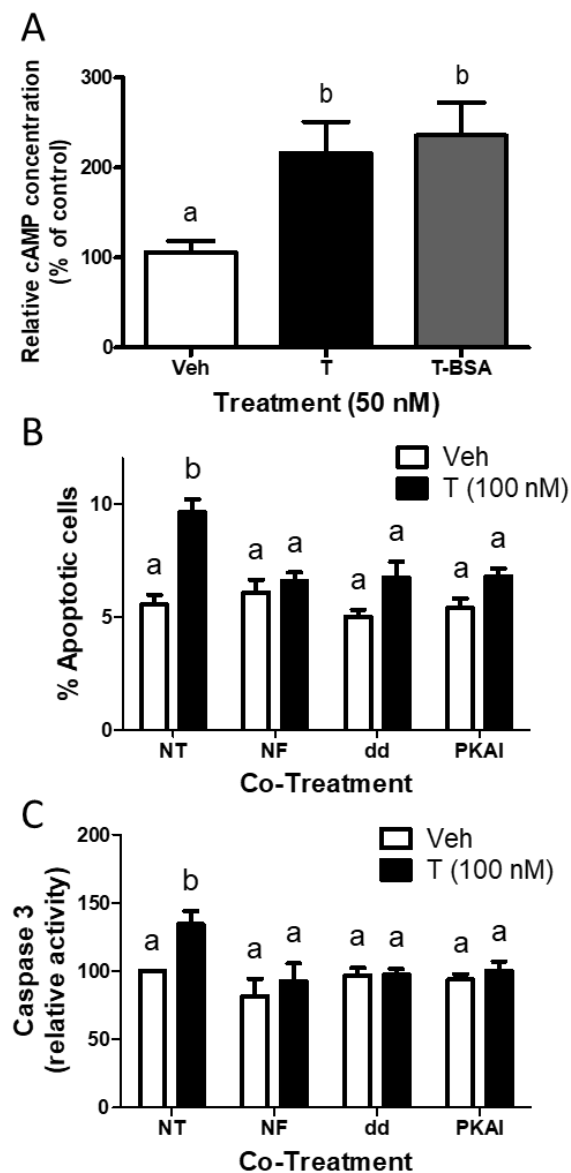 A
Relative cAMP concentration
(% of control)
300
200
100
0
a
b
b
Veh
T
T-BSA
Treatment (50 nM)
B
Veh
T (100 nM)
% Apoptotic cells
10
5
0
a
b
a
a
a
a
a
a
NT
NF
dd
PKAI
Co-Treatment
C
Veh
T (100 nM)
Caspase 3
(relative activity)
200
150
100
50
0
a
b
a
a
a
a
a
a
NT
NF
dd
PKAI
Co-Treatment